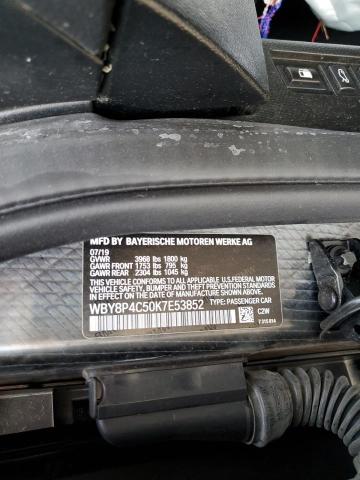 MFD BY BAYERISCHE MOTOREN WERKE AG
07/19
GVWR 3968 lbs 1800 kg
GAWR FRONT 1753 lbs 795 kg
GAWR REAR 2304 lbs 1045 kg
THIS VEHICLE CONFORMS TO ALL APPLICABLE U.S.FEDERAL MOTOR
VEHICLE SAFETY, BUMPER AND THEFT PREVENTION STANDARDS
IN EFFECT ON THE DATE OF MANUFACTURE SHOWN ABOVE.
WBY8P4C50K7E53852 TYPE: PASSENGER CAR
C2W